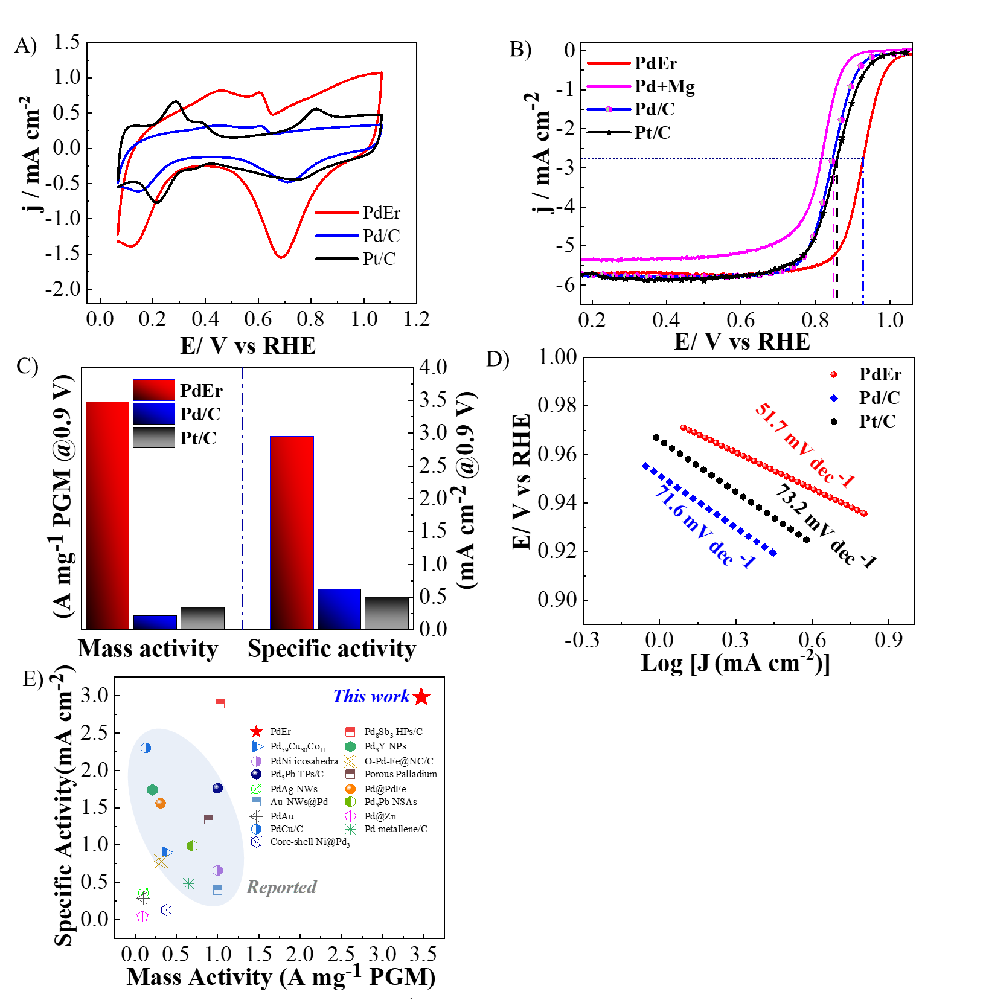 A)
1.5
1.0
0.5
0.0
-0.5
-1.0
-1.5
-2.0
j / mA cm-2
PdEr
Pd/C
Pt/C
0.0 0.2 0.4 0.6 0.8 1.0 1.2
E/ V vs RHE
B)
0
-1
-2
-3
-4
-5
-6
j / mA cm-2
PdEr
Pd+Mg
Pd/C
Pt/C
0.2 0.4 0.6 0.8 1.0
E/ V vs RHE
C)
(A mg-1 PGM @0.9 V)
PdEr
Pd/C
Pt/C
4.0
3.5
3.0
2.5
2.0
1.5
1.0
0.5
0.0
(mA cm-2 @0.9 V)
Mass activity Specific activity
D)
1.00
0.98
0.96
0.94
0.92
0.90
E/ V vs RHE
PdEr
Pd/C
Pt/C
51.7 mV dec-1
73.2 mV dec-1
71.6 mV dec-1
-0.3 0.0 0.3 0.6 0.9
Log [J (mA cm-2)]
E)
3.0
2.5
2.0
1.5
1.0
0.5
0.0
Specific Activity(mA cm-2)
This work
PdEr
Pd59Cu30Co11
PdNi icosahedra
Pd3Pb TPs/C
PdAg NWs
Au-NWs@Pd
PdAu
PdCu/C
Core-shell Ni@Pd3
Pd8Sb3 HPs/C
Pd3Y NPs
O-Pd-Fe@NC/C
Porous Palladium
Pd@PdFe
Pd3Pb NSAs
Pd@Zn
Pd metallene/C
Reported
0.0 0.5 1.0 1.5 2.0 2.5 3.0 3.5
Mass Activity (A mg-1 PGM)